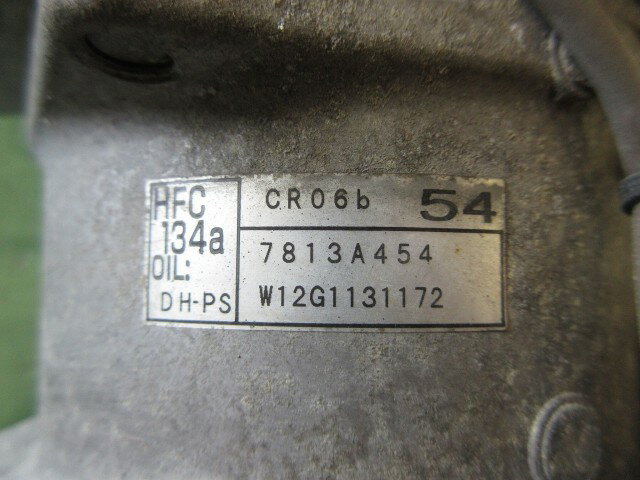 HFC
134a
OIL:
DH-PS
CR06b 54
7813A454
W12G1131172